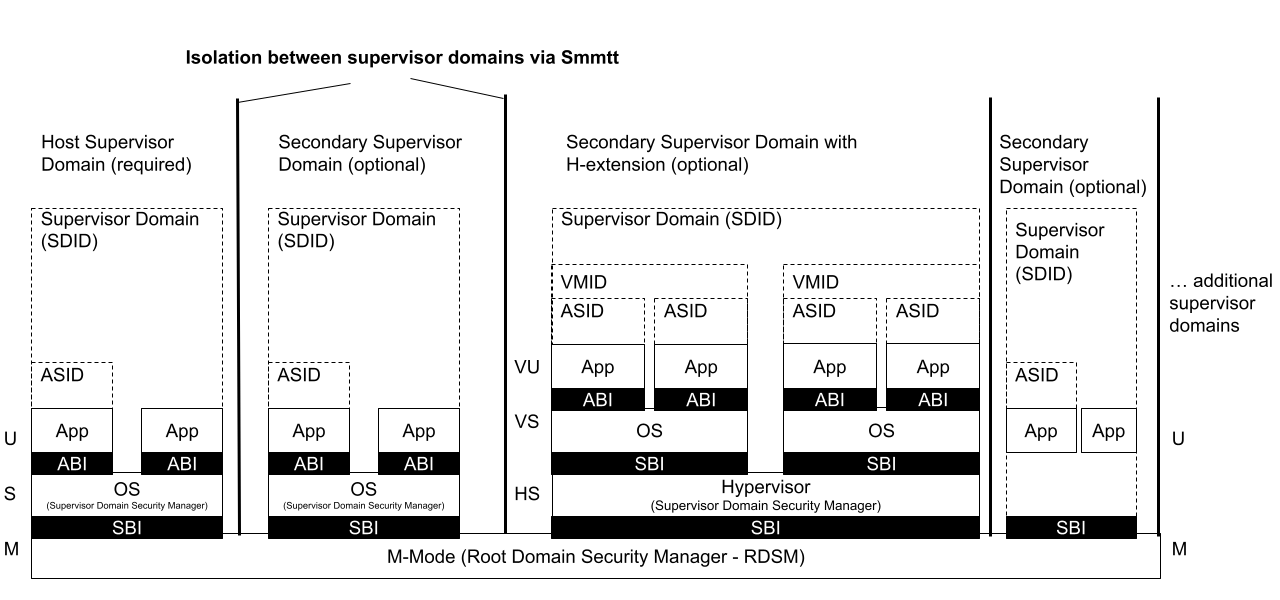 Isolation between supervisor domains via Smmtt
Host Supervisor
Domain (required)
Secondary Supervisor
Domain (optional)
Secondary Supervisor Domain with
H-extension (optional)
Secondary
Supervisor
Domain (optional)
Supervisor Domain
(SDID)
ASID
App
App
ABI
ABI
OS
(Supervisor Domain Security Manager)
SBI
Supervisor Domain
(SDID)
ASID
App
App
ABI
ABI
OS
(Supervisor Domain Security Manager)
SBI
Supervisor Domain (SDID)
VMID
VMID
ASID
ASID
ASID
ASID
App
App
App
App
ABI
ABI
ABI
ABI
OS
OS
SBI
SBI
Hypervisor
(Supervisor Domain Security Manager)
SBI
Supervisor
Domain
(SDID)
ASID
App
App
SBI
… additional
supervisor
domains
U
S
M
VU
VS
HS
U
M
M-Mode (Root Domain Security Manager - RDSM)